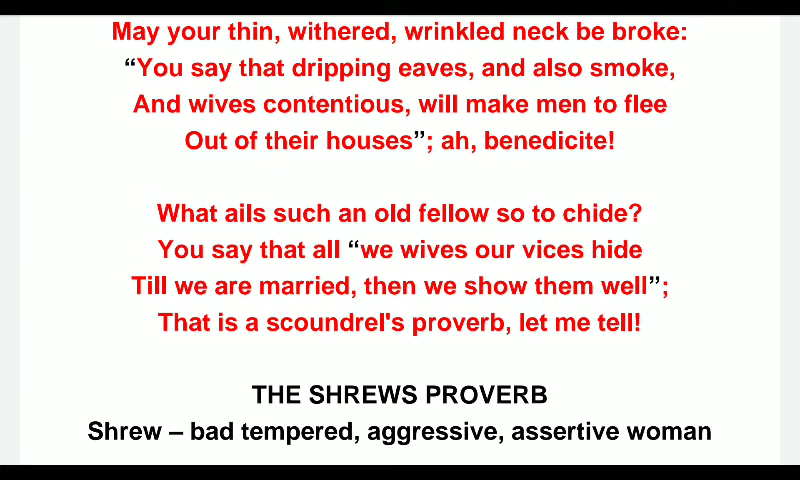 May your thin, withered, wrinkled neck be broke:
“You say that dripping eaves, and also smoke,
And wives contentious, will make men to flee
Out of their houses”; ah, benedicite!
What ails such an old fellow so to chide?
You say that all “we wives our vices hide
Till we are married, then we show them well”;
That is a scoundrel's proverb, let me tell!
THE SHREWS PROVERB
Shrew – bad tempered, aggressive, assertive woman